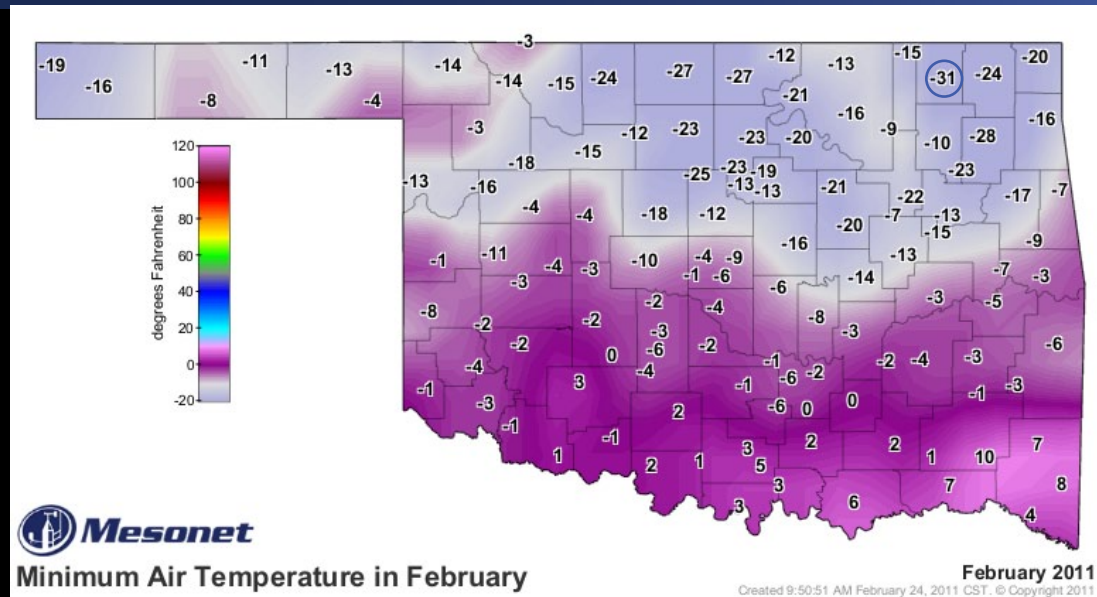 -3
-19 -11 -13 -14 -12 -13 -15 -20
-16 -8 -4 -14 -15 -24 -27 -27 -21 -31 -24
-3 -12 -23 -23 -20 -16 -9 -10 -28 -16
-18 -15 -25 -23 -19 -23
-13 -16 -13 -13 -21 -22 -17 -7
-4 -4 -18 -12 -20 -7 -13
-15
-1 -11 -4 -3 -10 -4 -9 -16 -13 -9
-3 -1 -6 -6 -14 -7 -3
-8 -2 -2 -2 -4 -8 -3 -3 -5
-2 0 -3 -6 -2 -1 -2 -4 -3 -6
-4 3 -4 -1 -6 -2 -3
-1 -3 2 -6 0 0 -1
-1 -1 3 2 2 7
1 2 1 5 1 10
3 7 8
3 6 4
120
100
80
60
40
20
0
-20
degrees Fahrenheit
Mesonet
Minimum Air Temperature in February
February 2011
Created 9:50:51 AM February 24, 2011 CST. © Copyright 2011